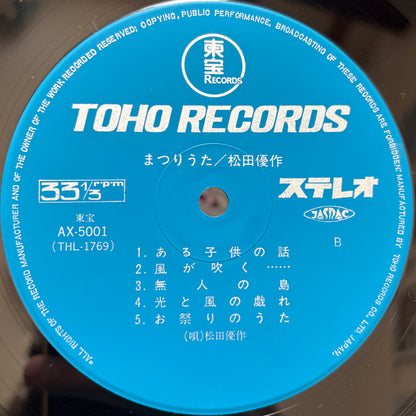 *ALL RIGHTS OF THE RECORD MANUFACTURER AND OF THE OWNER OF THE WORK RECORDED RESERVED; COPYING, PUBLIC PERFORMANCE, BROADCASTING OF THESE RECORDS ARE FORBIDDEN· MANUFACTURED BY TOHO RECORDS CO., LTD. JAPAN.
東宝
RECORDS
TOHO RECORDS
まつりうた／松田優作
33 1/3 r·p·m
ステレオ
JASRAC
東宝
AX-5001
(THL-1769)
B
1. ある子供の話
2. 風が吹く……
3. 無人の島
4. 光と風の戯れ
5. お祭りのうた
(唄)松田優作